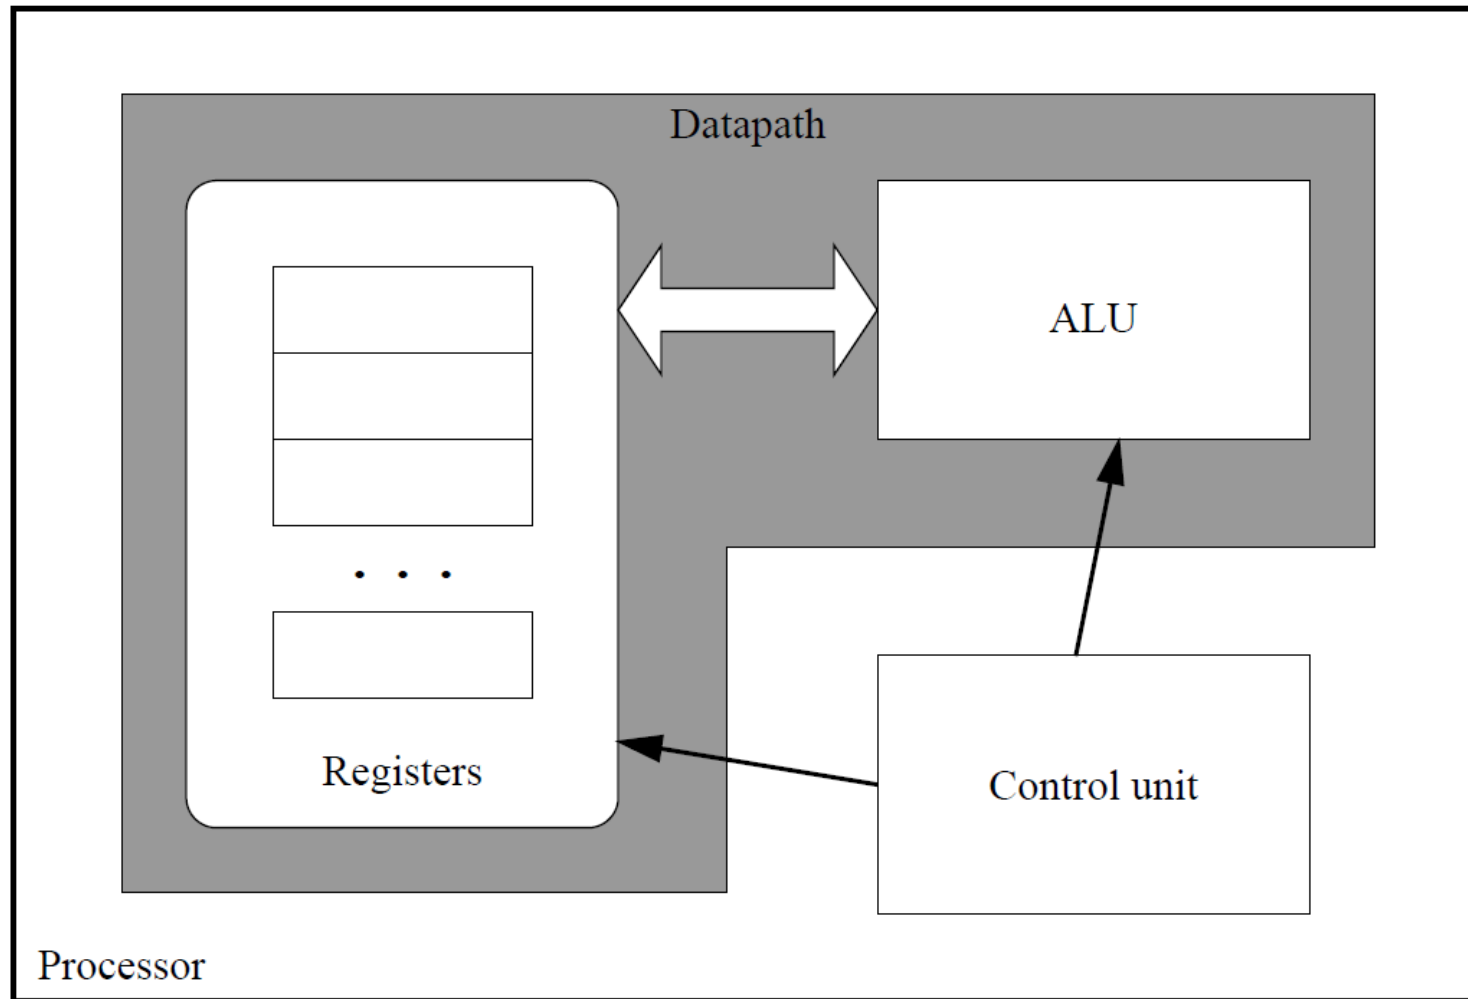 Datapath
ALU
. . .
Registers
Control unit
Processor